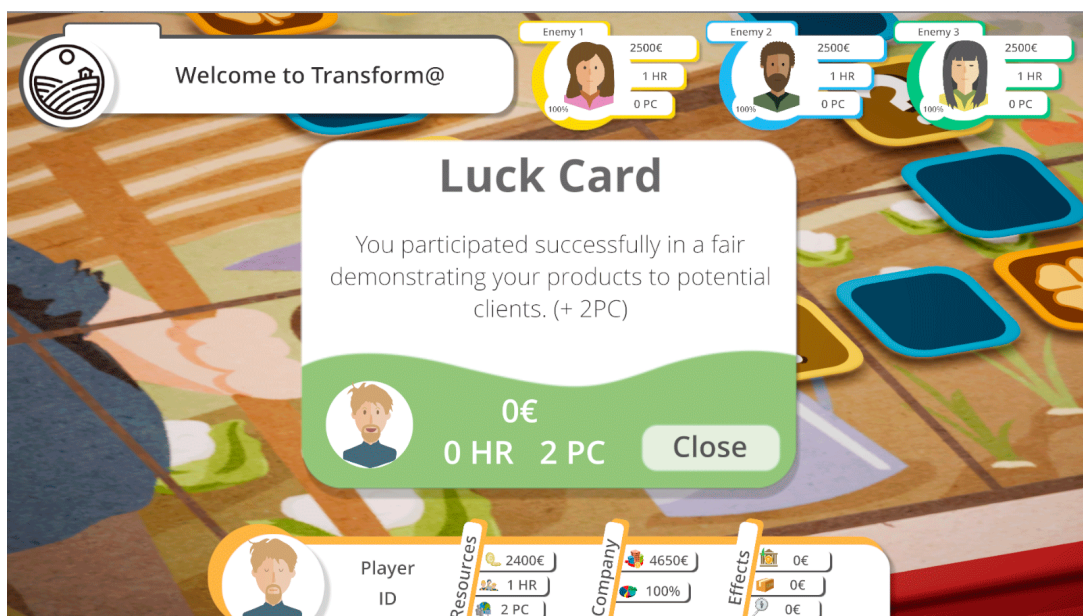 Welcome to Transform@
Enemy 1
2500€
1 HR
0 PC
100%
Enemy 2
2500€
1 HR
0 PC
100%
Enemy 3
2500€
1 HR
0 PC
100%
Luck Card
You participated successfully in a fair
demonstrating your products to potential
clients. (+ 2PC)
0€
0 HR 2 PC
Close
Player
ID
Resources
2400€
1 HR
2 PC
Company
4650€
100%
Effects
0€
0€
0€